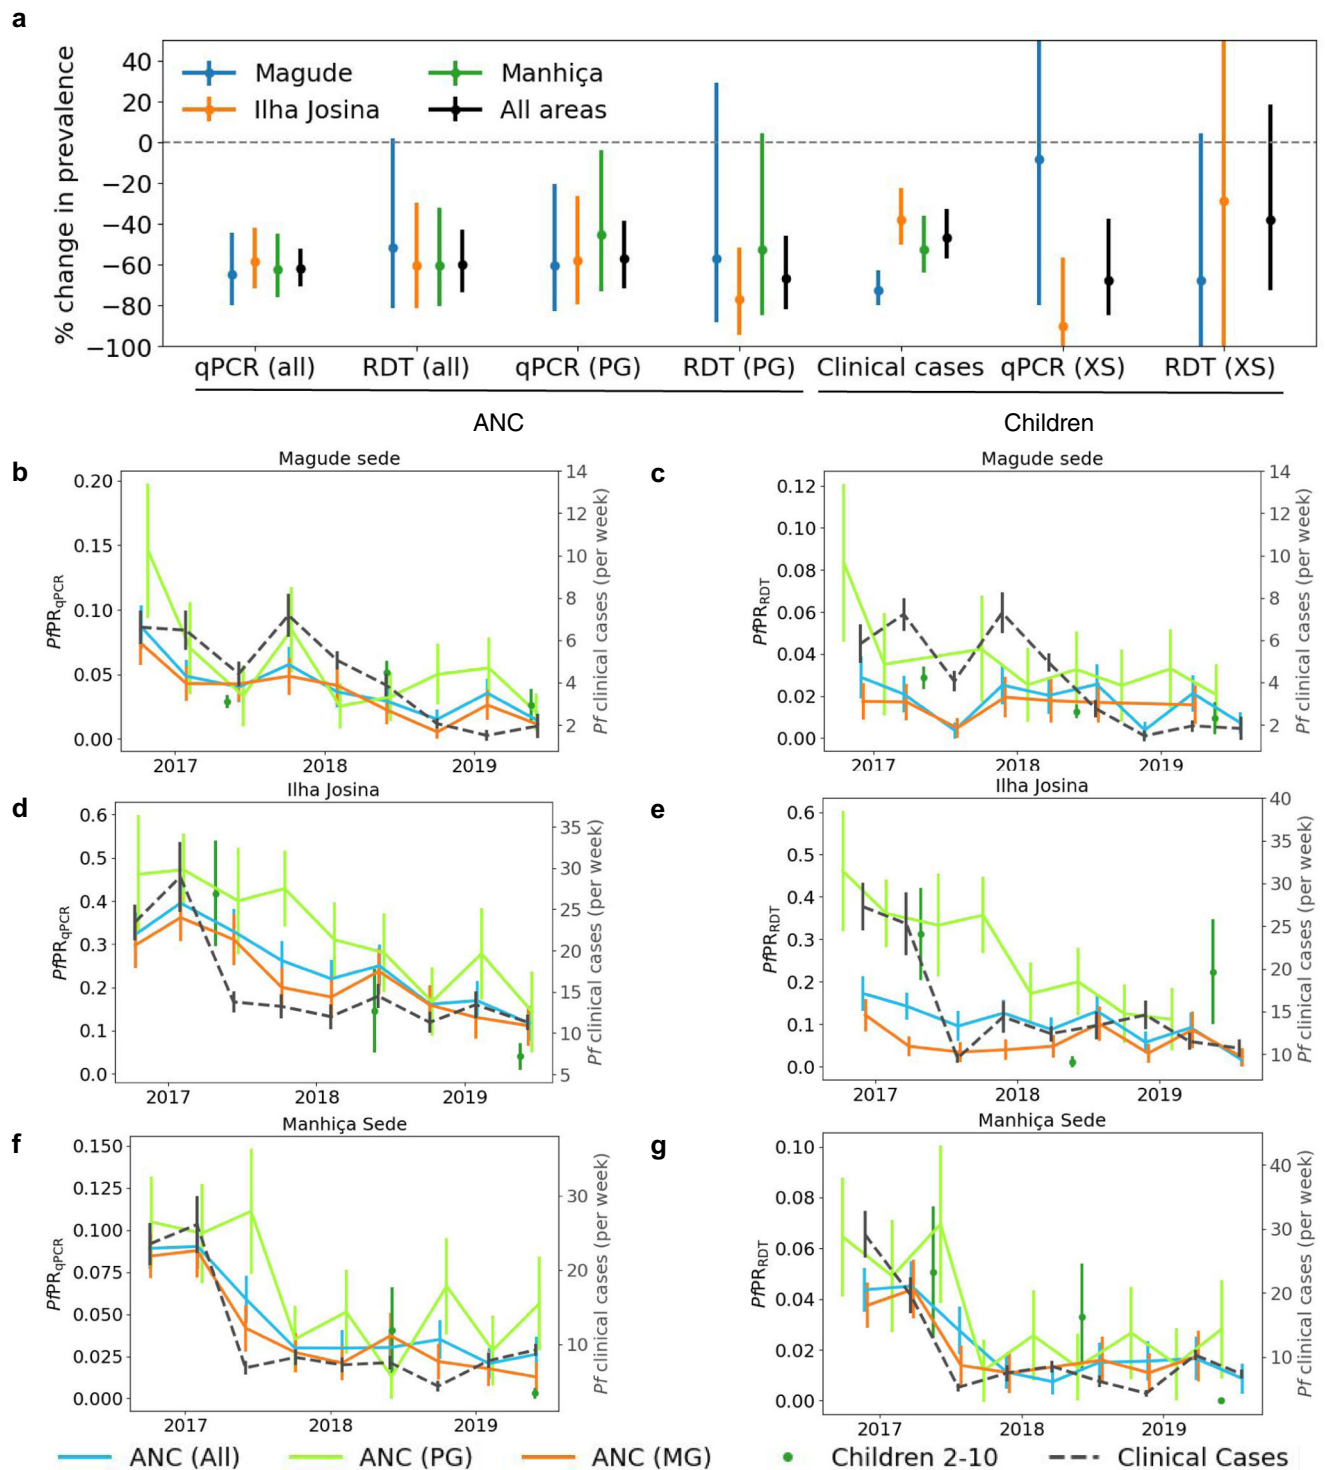 a
% change in prevalence
40
20
0
−20
−40
−60
−80
−100
Magude
Manhiça
Ilha Josina
All areas
qPCR (all) RDT (all) qPCR (PG) RDT (PG) Clinical cases qPCR (XS) RDT (XS)
ANC Children
b
Magude sede
PfPRqPCR
0.20
0.15
0.10
0.05
0.00
14
12
10
8
6
4
2
Pf clinical cases (per week)
2017 2018 2019
c
Magude sede
PfPRRDT
0.12
0.10
0.08
0.06
0.04
0.02
0.00
14
12
10
8
6
4
2
Pf clinical cases (per week)
2017 2018 2019
d
Ilha Josina
PfPRqPCR
0.6
0.5
0.4
0.3
0.2
0.1
0.0
35
30
25
20
15
10
5
Pf clinical cases (per week)
2017 2018 2019
e
Ilha Josina
PfPRRDT
0.6
0.5
0.4
0.3
0.2
0.1
0.0
40
35
30
25
20
15
10
Pf clinical cases (per week)
2017 2018 2019
f
Manhiça Sede
PfPRqPCR
0.150
0.125
0.100
0.075
0.050
0.025
0.000
30
20
10
Pf clinical cases (per week)
2017 2018 2019
g
Manhiça Sede
PfPRRDT
0.10
0.08
0.06
0.04
0.02
0.00
40
30
20
10
Pf clinical cases (per week)
2017 2018 2019
ANC (All) ANC (PG) ANC (MG) Children 2-10 Clinical Cases